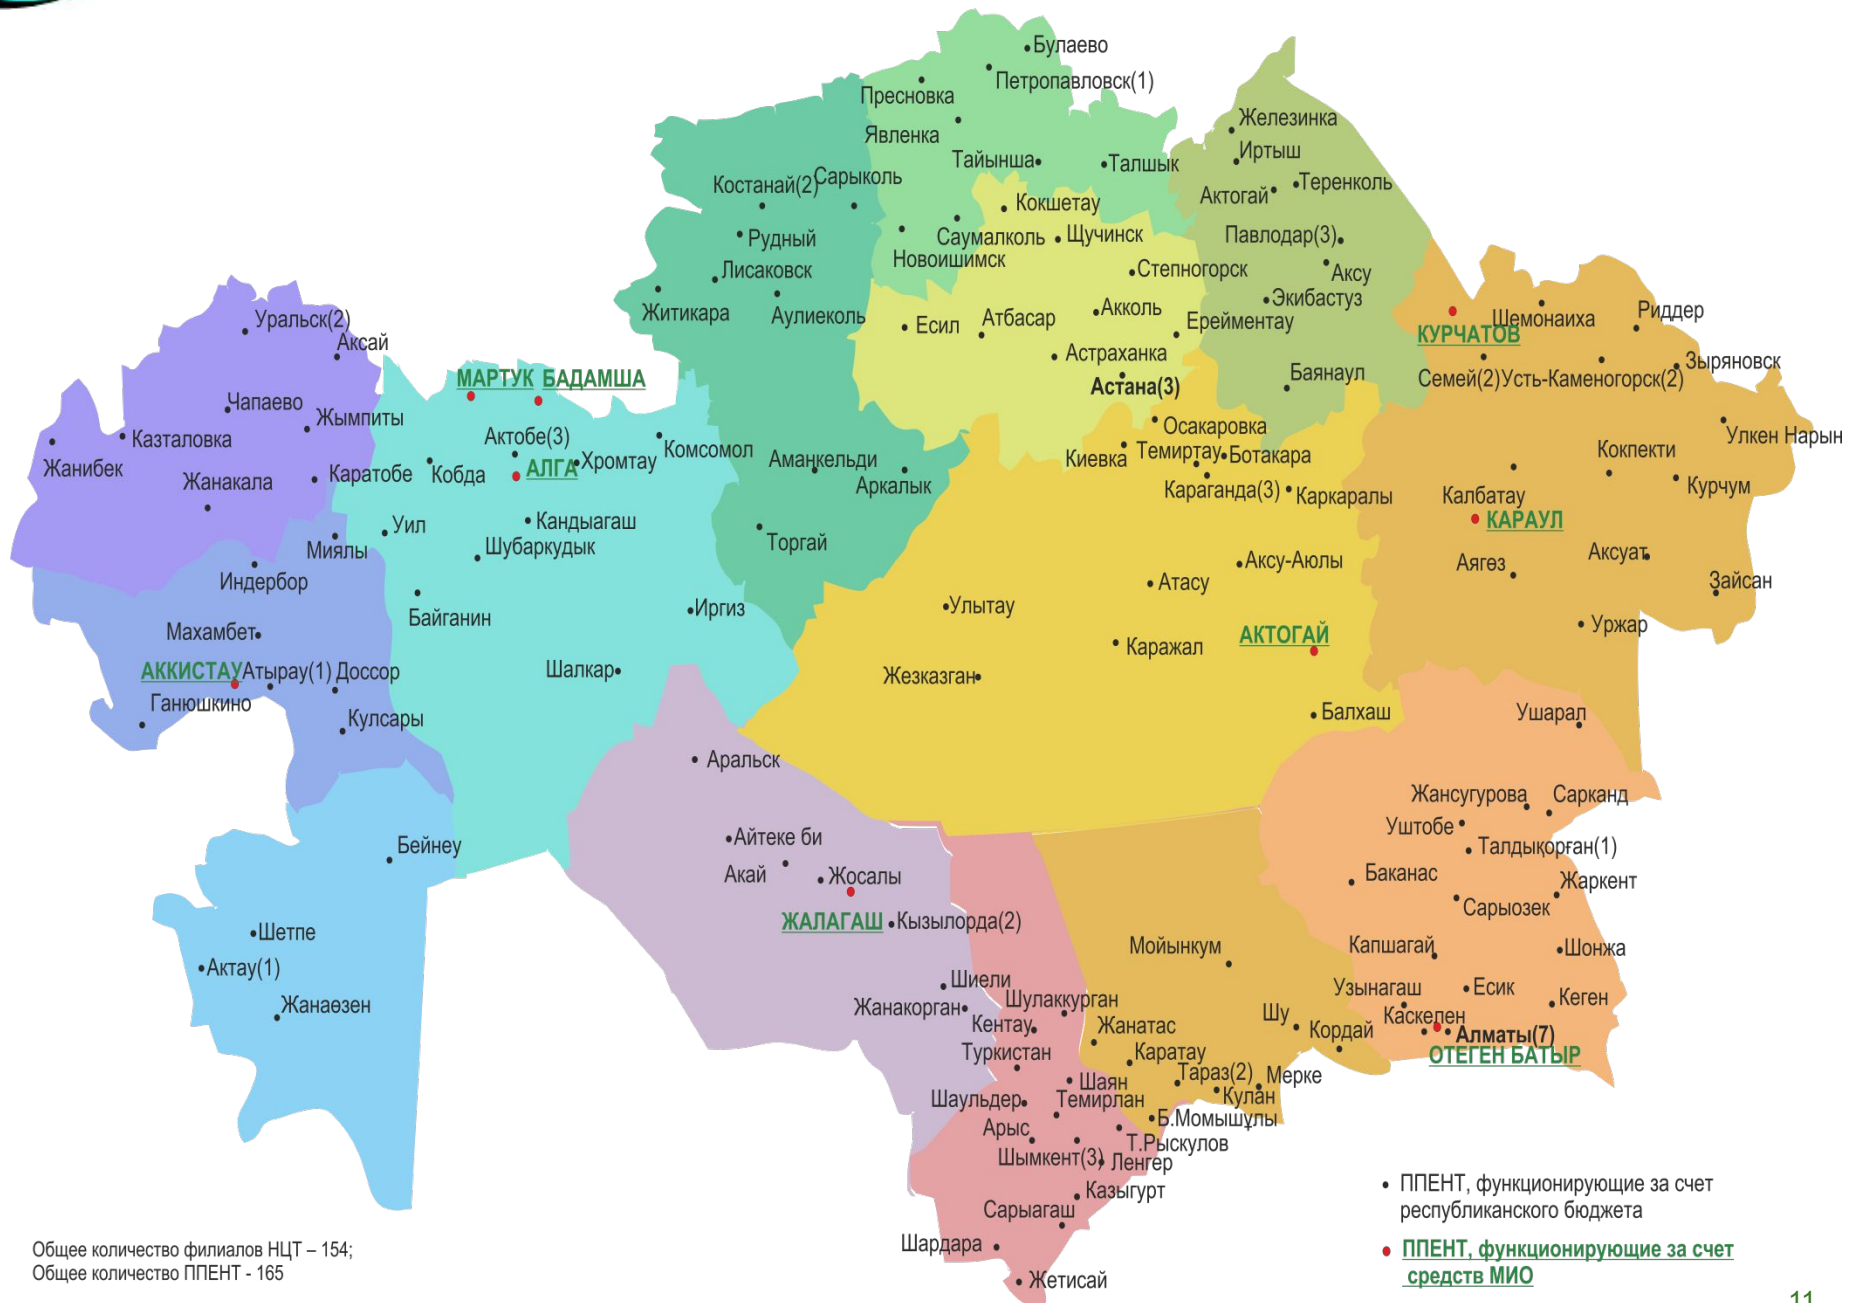 Булаево
Петропавловск(1)
Пресновка
Явленка
Тайынша
Талшык
Железинка
Иртыш
Теренколь
Актогай
Костанай(2)
Сарыколь
Кокшетау
Саумалколь
Щучинск
Павлодар(3)
Рудный
Новоишимск
Лисаковск
Степногорск
Аксу
Житикара
Аулиеколь
Экибастуз
Есил
Атбасар
Акколь
Ерейментау
Астраханка
Астана(3)
Баянаул
КУРЧАТОВ
Шемонаиха
Риддер
Зыряновск
Семей(2)
Усть-Каменогорск(2)
Улкен Нарын
Уральск(2)
Аксай
МАРТУК
БАДАМША
Чапаево
Жымпиты
Казталовка
Жанибек
Жанакала
Каратобе
Кобда
Актобе(3)
АЛГА
Хромтау
Комсомол
Аманкельди
Аркалык
Осакаровка
Киевка
Темиртау
Ботакара
Караганда(3)
Каркаралы
Кокпекти
Калбатау
Курчум
КАРАУЛ
Миялы
Уил
Кандыагаш
Шубаркудык
Торгай
Индербор
Байганин
Иргиз
Улытау
Атасу
Аксу-Аюлы
Аягөз
Аксуат
Зайсан
Уржар
Махамбет
АККИСТАУ
Атырау(1)
Доссор
Ганюшкино
Кулсары
Шалкар
Жезказган
Каражал
АКТОГАЙ
Балхаш
Ушарал
Аральск
Жансугурова
Сарканд
Уштобе
Талдықорған(1)
Бейнеу
Айтеке би
Акай
Жосалы
ЖАЛАГАШ
Кызылорда(2)
Баканас
Жаркент
Сарыозек
Шетпе
Актау(1)
Жанаөзен
Мойынкум
Капшагай
Шонжа
Шиели
Жанакорган
Шулаккурган
Узынагаш
Есик
Кеген
Кентау
Жанатас
Шу
Кордай
Каскелен
Алматы(7)
ОТЕГЕН БАТЫР
Туркистан
Каратау
Шаян
Тараз(2)
Мерке
Кулан
Шаульдер
Темирлан
Б.Момышұлы
Арыс
Т.Рыскулов
Шымкент(3)
Ленгер
Казыгурт
Сарыагаш
Шардара
Жетисай
ППЕНТ, функционирующие за счет
республиканского бюджета
ППЕНТ, функционирующие за счет
средств МИО
Общее количество филиалов НЦТ – 154;
Общее количество ППЕНТ - 165
11